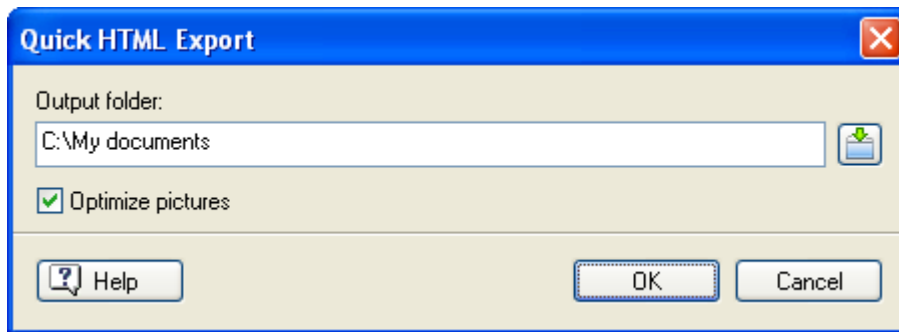 Quick HTML Export
Output folder:
C:\My documents
Optimize pictures
Help OK Cancel